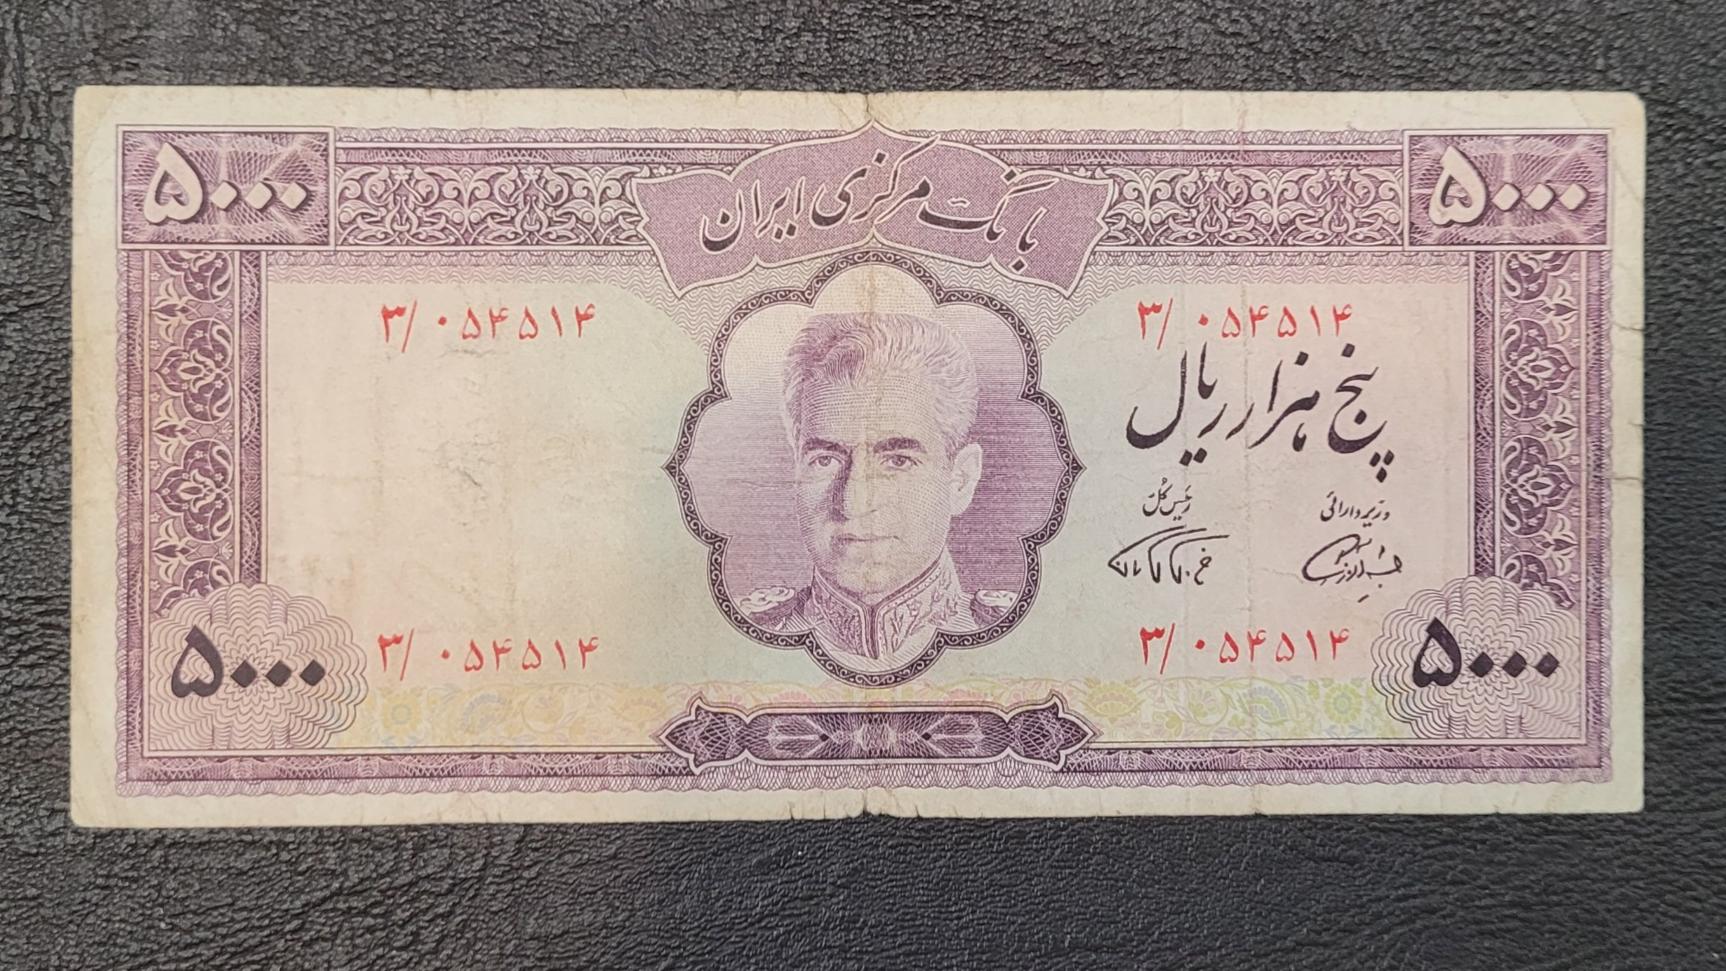 بانک مرکزی ایران
۵۰۰۰
۵۰۰۰
۳/۰۵۴۵۱۴
۳/۰۵۴۵۱۴
پنج هزار ریال
وزیر دارائی
رئیس کل
۳/۰۵۴۵۱۴
۳/۰۵۴۵۱۴
۵۰۰۰
۵۰۰۰